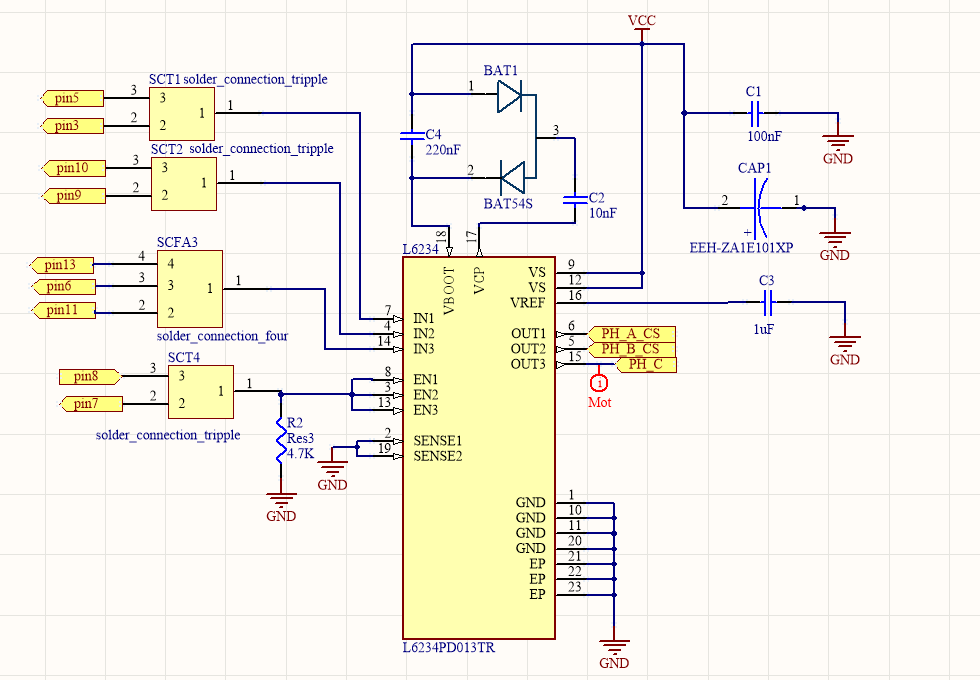 VCC
SCT1 solder_connection_tripple
pin5 3 3 1 1
pin3 2 2
SCT2 solder_connection_tripple
pin10 3 3 1 1
pin9 2 2
SCFA3
pin13 4 4
pin6 3 3 1 1
pin11 2 2
solder_connection_four
SCT4
pin8 3 3 1 1
pin7 2 2
solder_connection_tripple
R2
Res3
4.7K
GND
GND
BAT1
1
C4
220nF
3
2
BAT54S
C2
10nF
C1
100nF
GND
CAP1
2 1
+
EEH-ZA1E101XP
GND
C3
1uF
GND
L6234
18 17
VBOOT VCP
VS 9
VS 12
VREF 16
7 IN1
4 IN2
14 IN3
OUT1 6 PH_A_CS
OUT2 5 PH_B_CS
OUT3 15 PH_C
1
Mot
8 EN1
3 EN2
13 EN3
2 SENSE1
19 SENSE2
GND 1
GND 10
GND 11
GND 20
EP 21
EP 22
EP 23
L6234PD013TR
GND